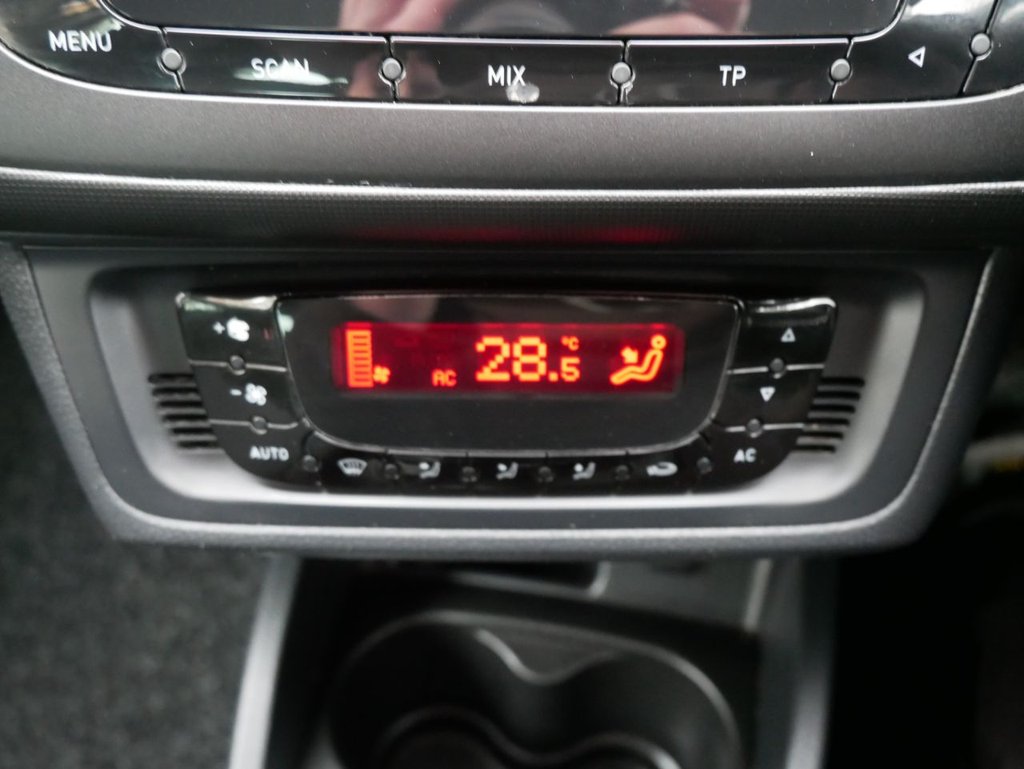 MENU SCAN MIX TP
AC 28.5 °C
+
-
AUTO AC